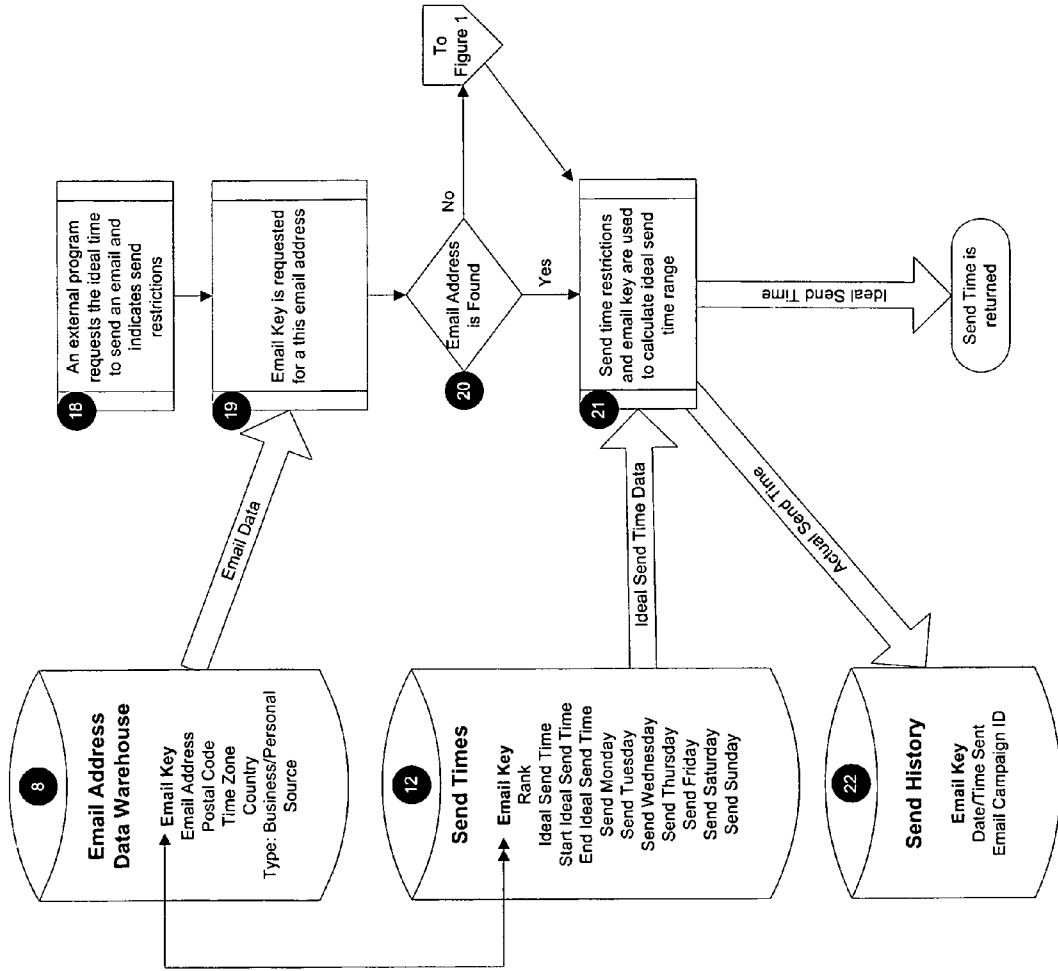 8
Email Address
Data Warehouse
Email Key
Email Address
Postal Code
Time Zone
Country
Type: Business/Personal
Source
Email Data
18
An external program
requests the ideal time
to send an email and
indicates send
restrictions
19
Email Key is requested
for a this email address
20
Email Address
is Found
No
To
Figure 1
Yes
12
Send Times
Email Key
Rank
Ideal Send Time
Start Ideal Send Time
End Ideal Send Time
Send Monday
Send Tuesday
Send Wednesday
Send Thursday
Send Friday
Send Saturday
Send Sunday
Ideal Send Time Data
21
Send time restrictions
and email key are used
to calculate ideal send
time range
Actual Send Time
Ideal Send Time
22
Send History
Email Key
Date/Time Sent
Email Campaign ID
Send Time is
returned